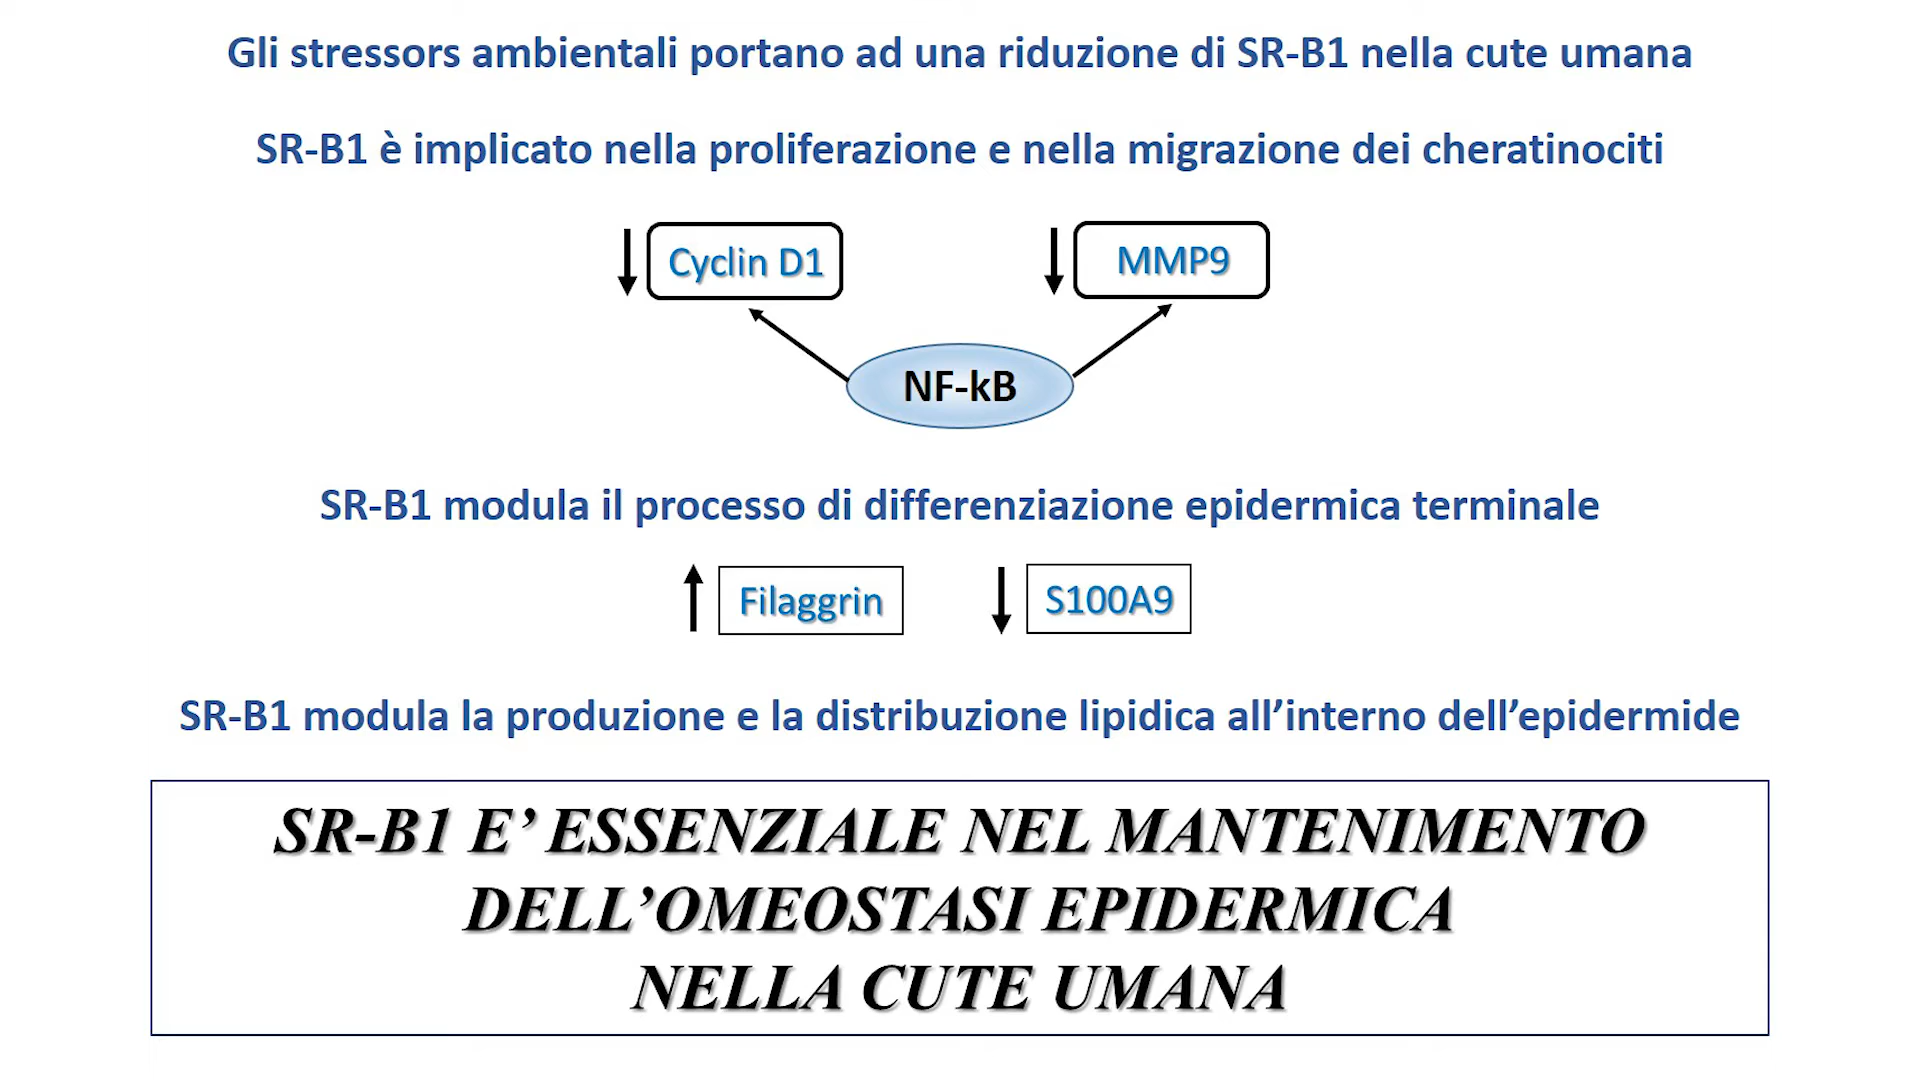 Gli stressors ambientali portano ad una riduzione di SR-B1 nella cute umana
SR-B1 è implicato nella proliferazione e nella migrazione dei cheratinociti
Cyclin D1
MMP9
NF-kB
SR-B1 modula il processo di differenziazione epidermica terminale
Filaggrin
S100A9
SR-B1 modula la produzione e la distribuzione lipidica all’interno dell’epidermide
SR-B1 E’ ESSENZIALE NEL MANTENIMENTO
DELL’OMEOSTASI EPIDERMICA
NELLA CUTE UMANA